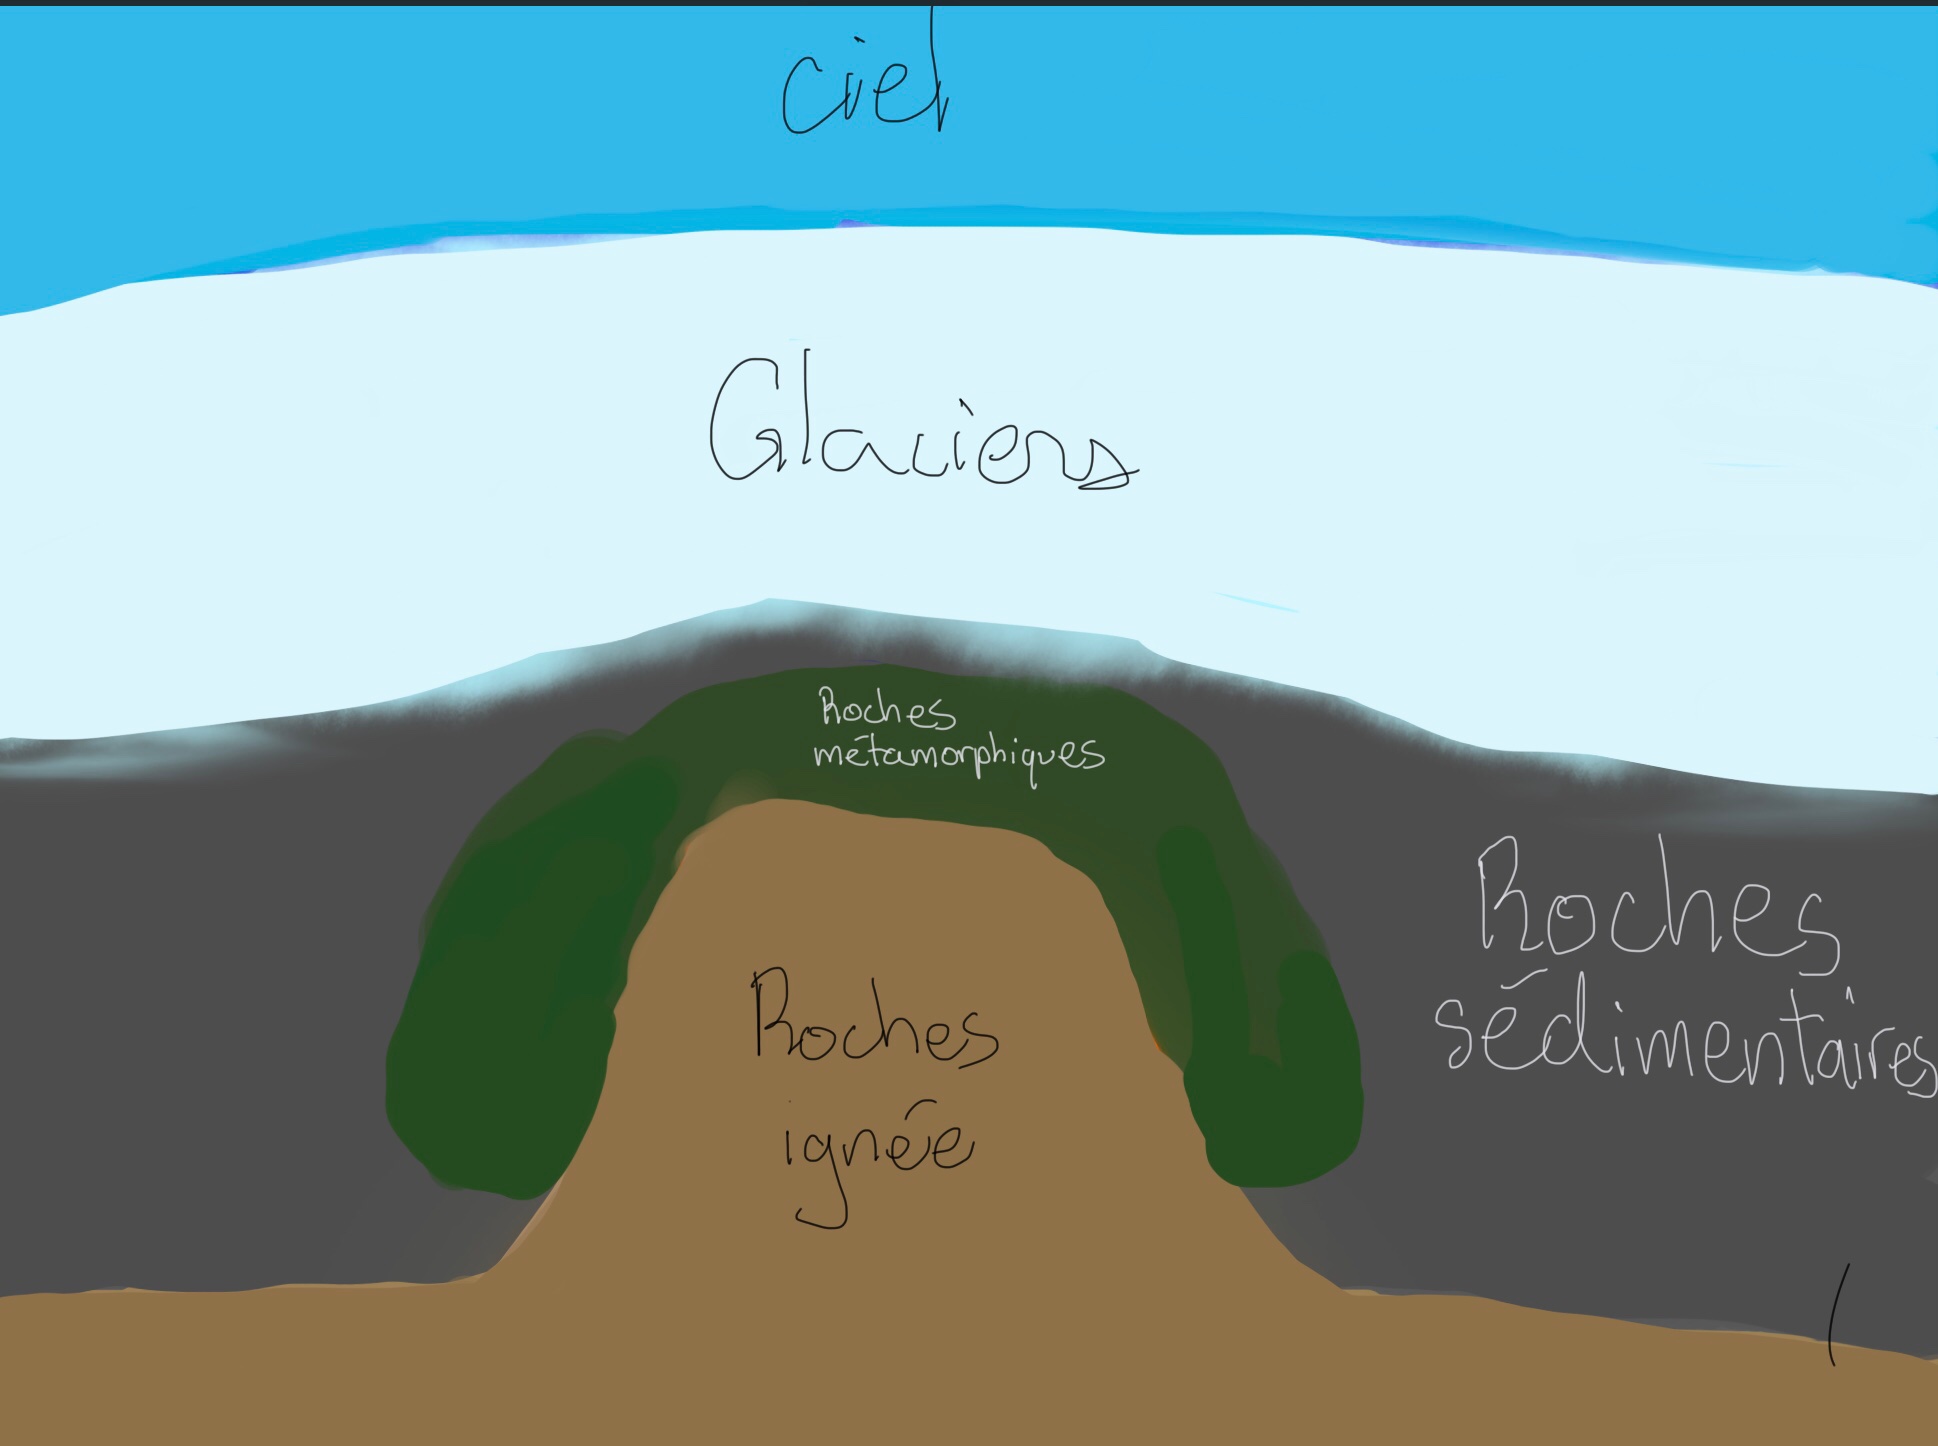 ciel
Glaciers
Roches
métamorphiques
Roches
sédimentaires
Roches
ignée